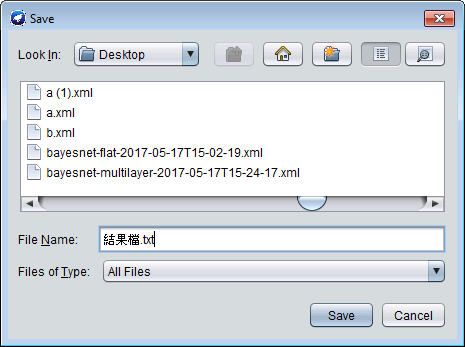 Save
Look In: Desktop
a (1).xml
a.xml
b.xml
bayesnet-flat-2017-05-17T15-02-19.xml
bayesnet-multilayer-2017-05-17T15-24-17.xml
File Name: 結果檔.txt
Files of Type: All Files
Save Cancel